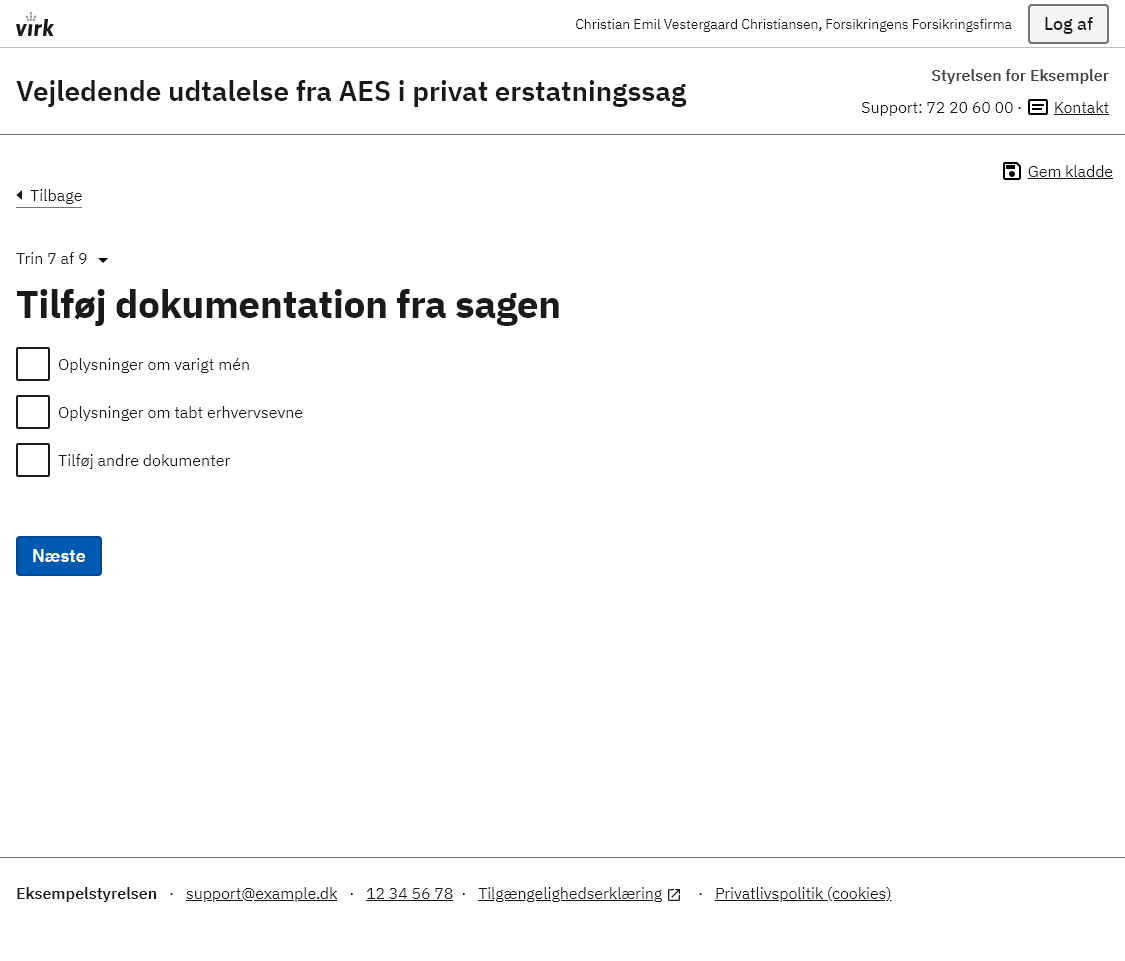 virk
Christian Emil Vestergaard Christiansen, Forsikringens Forsikringsfirma
Log af
Vejledende udtalelse fra AES i privat erstatningssag
Styrelsen for Eksempler
Support: 72 20 60 00 · Kontakt
Gem kladde
Tilbage
Trin 7 af 9
Tilføj dokumentation fra sagen
Oplysninger om varigt mén
Oplysninger om tabt erhvervsevne
Tilføj andre dokumenter
Næste
Eksempelstyrelsen · support@example.dk · 12 34 56 78 · Tilgængelighedserklæring · Privatlivspolitik (cookies)